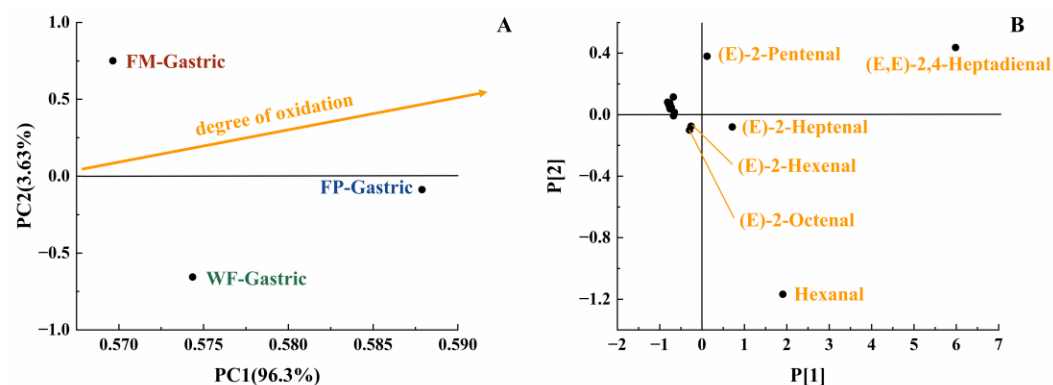 A
1.0
FM-Gastric
0.5
degree of oxidation
0.0
FP-Gastric
−0.5
WF-Gastric
−1.0
0.570 0.575 0.580 0.585 0.590
PC1(96.3%)
PC2(3.63%)
B
0.4
(E)-2-Pentenal
(E,E)-2,4-Heptadienal
0.0
(E)-2-Heptenal
−0.4
(E)-2-Hexenal
(E)-2-Octenal
−0.8
Hexanal
−1.2
−2 −1 0 1 2 3 4 5 6 7
P[1]
P[2]